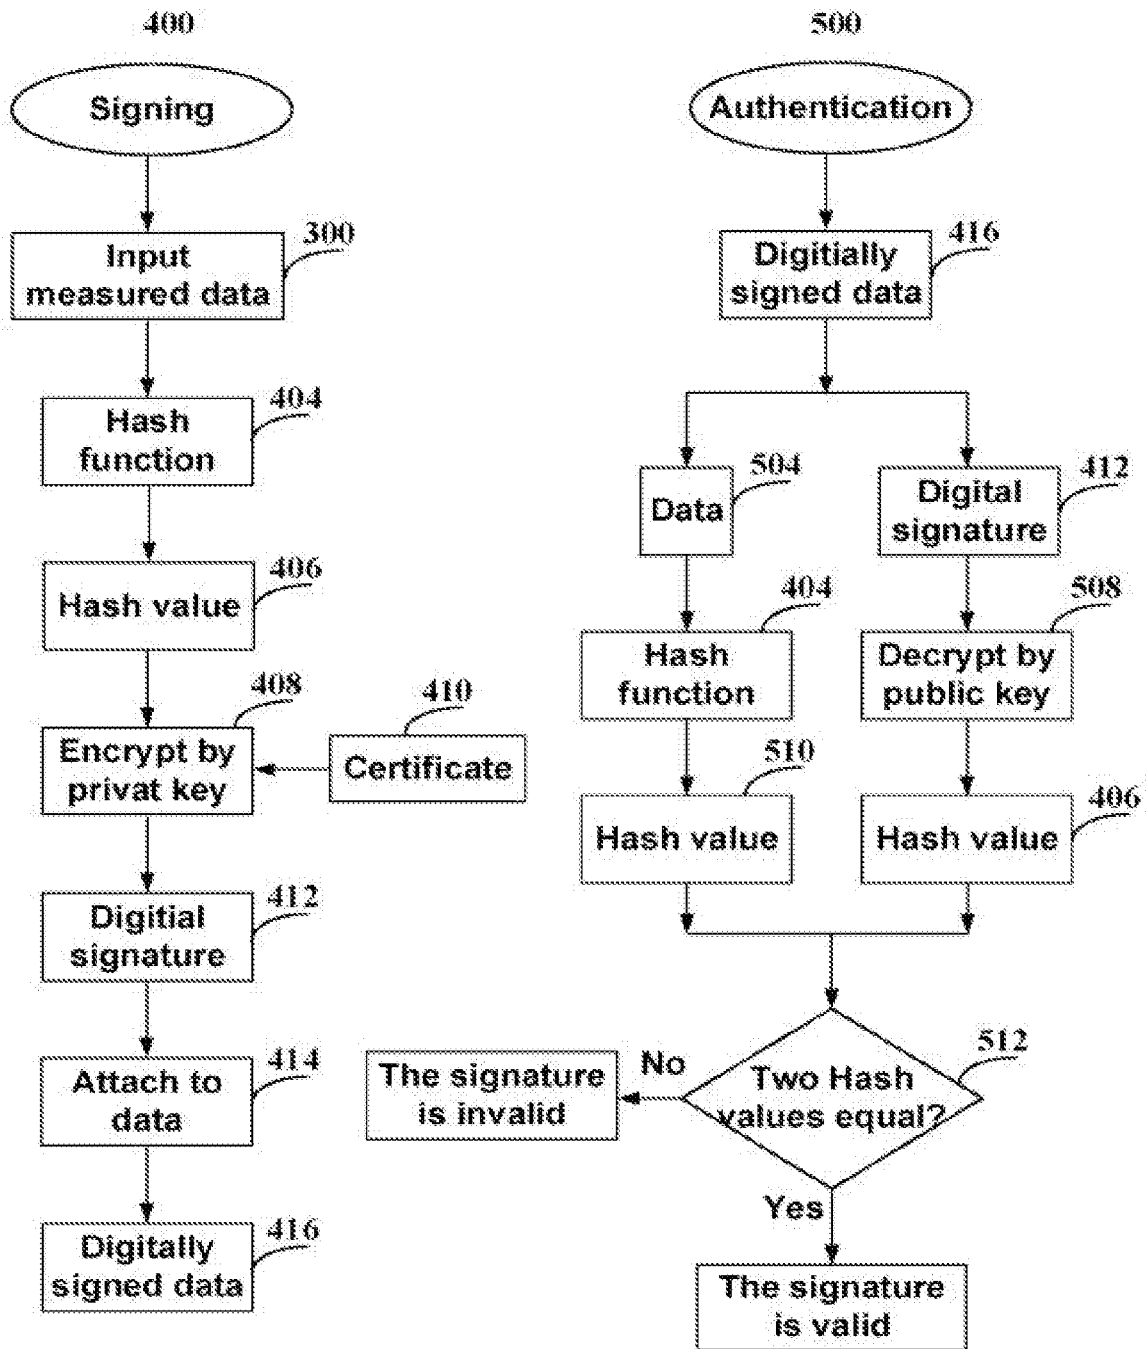 400
Signing
300
Input
measured data
404
Hash
function
406
Hash value
408
Encrypt by
privat key
410
Certificate
412
Digitial
signature
414
Attach to
data
416
Digitally
signed data
500
Authentication
416
Digitially
signed data
504
Data
412
Digital
signature
404
Hash
function
508
Decrypt by
public key
510
Hash value
406
Hash value
512
Two Hash
values equal?
No
The signature
is invalid
Yes
The signature
is valid